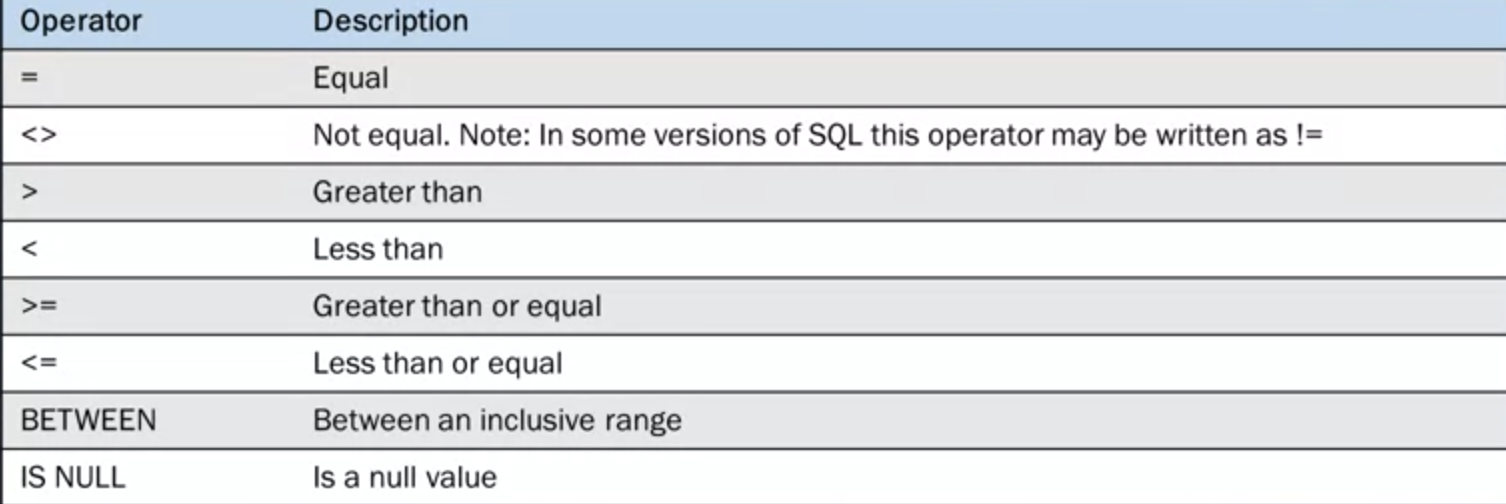 Operator Description
= Equal
<> Not equal. Note: In some versions of SQL this operator may be written as !=
> Greater than
< Less than
>= Greater than or equal
<= Less than or equal
BETWEEN Between an inclusive range
IS NULL Is a null value